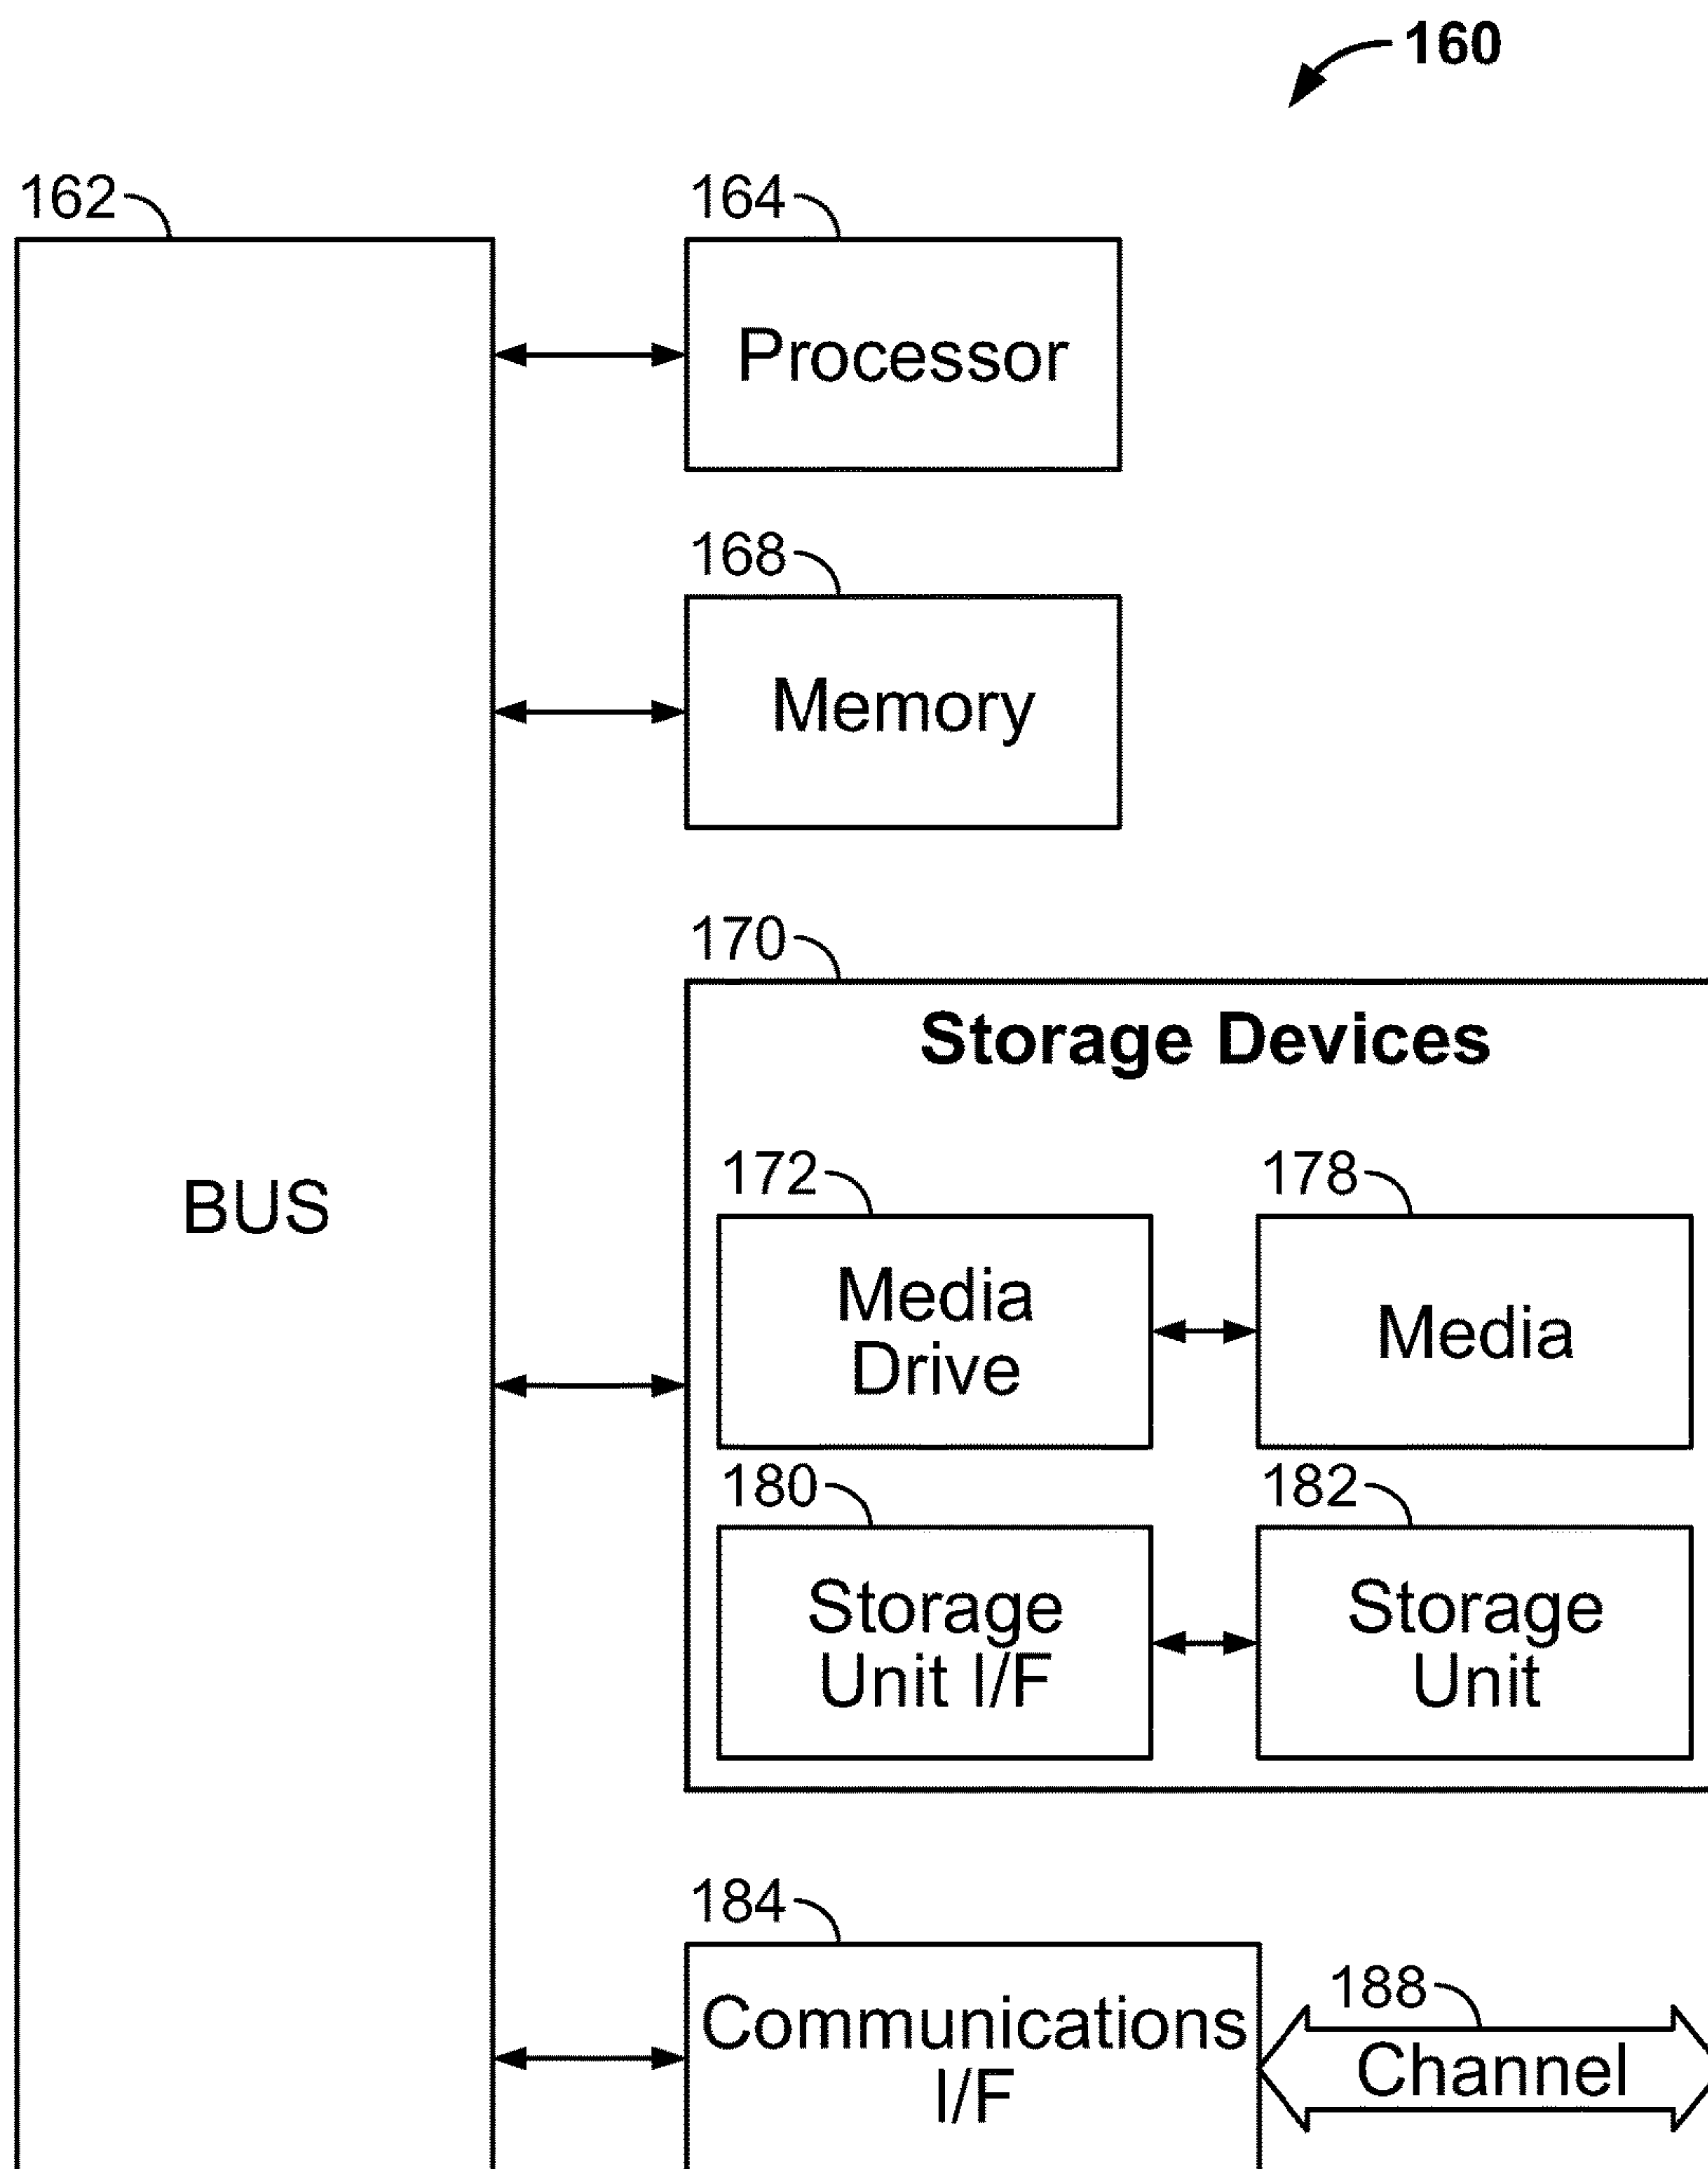 160
162
164
Processor
168
Memory
170
Storage Devices
BUS
172
178
Media
Drive
Media
180
182
Storage
Unit I/F
Storage
Unit
184
Communications
I/F
188
Channel